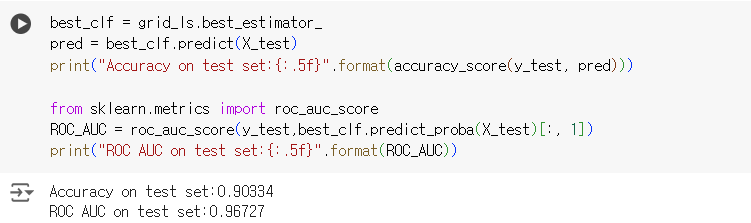 best_clf = grid_ls.best_estimator_
pred = best_clf.predict(X_test)
print("Accuracy on test set:{:.5f}".format(accuracy_score(y_test, pred)))
from sklearn.metrics import roc_auc_score
ROC_AUC = roc_auc_score(y_test,best_clf.predict_proba(X_test)[:, 1])
print("ROC AUC on test set:{:.5f}".format(ROC_AUC))
Accuracy on test set:0.90334
ROC AUC on test set:0.96727